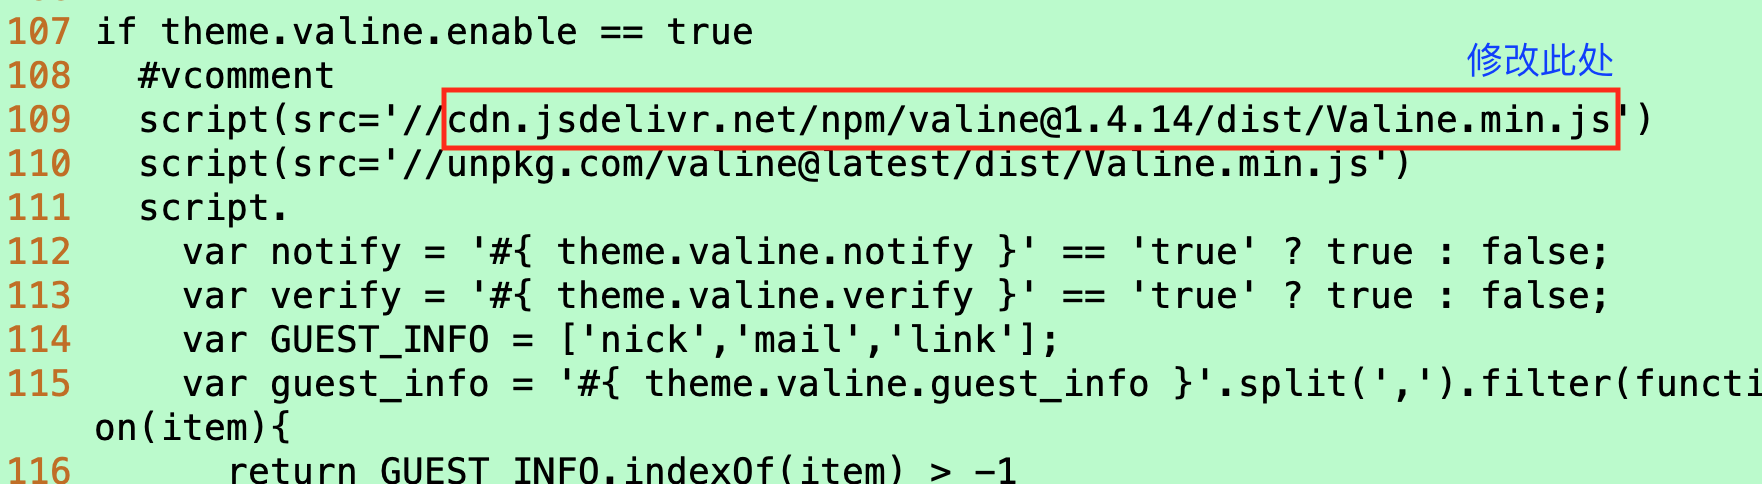 107 if theme.valine.enable == true
修改此处
108 #vcomment
109 script(src='//cdn.jsdelivr.net/npm/valine@1.4.14/dist/Valine.min.js')
110 script(src='//unpkg.com/valine@latest/dist/Valine.min.js')
111 script.
112 var notify = '#{ theme.valine.notify }' == 'true' ? true : false;
113 var verify = '#{ theme.valine.verify }' == 'true' ? true : false;
114 var GUEST_INFO = ['nick','mail','link'];
115 var guest_info = '#{ theme.valine.guest_info }'.split(',').filter(functi
on(item){
116 return GUEST_INFO.indexOf(item) > -1